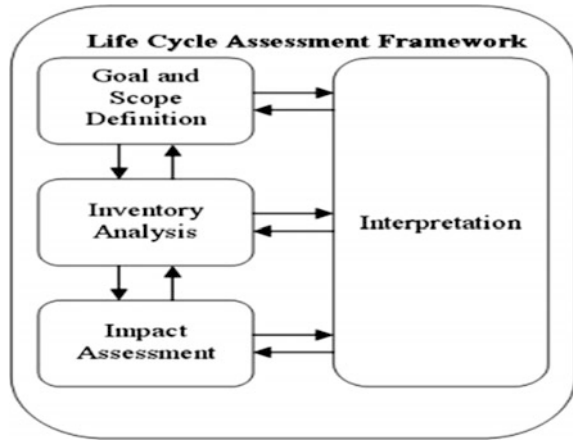 Life Cycle Assessment Framework
Goal and
Scope
Definition
Inventory
Analysis
Interpretation
Impact
Assessment